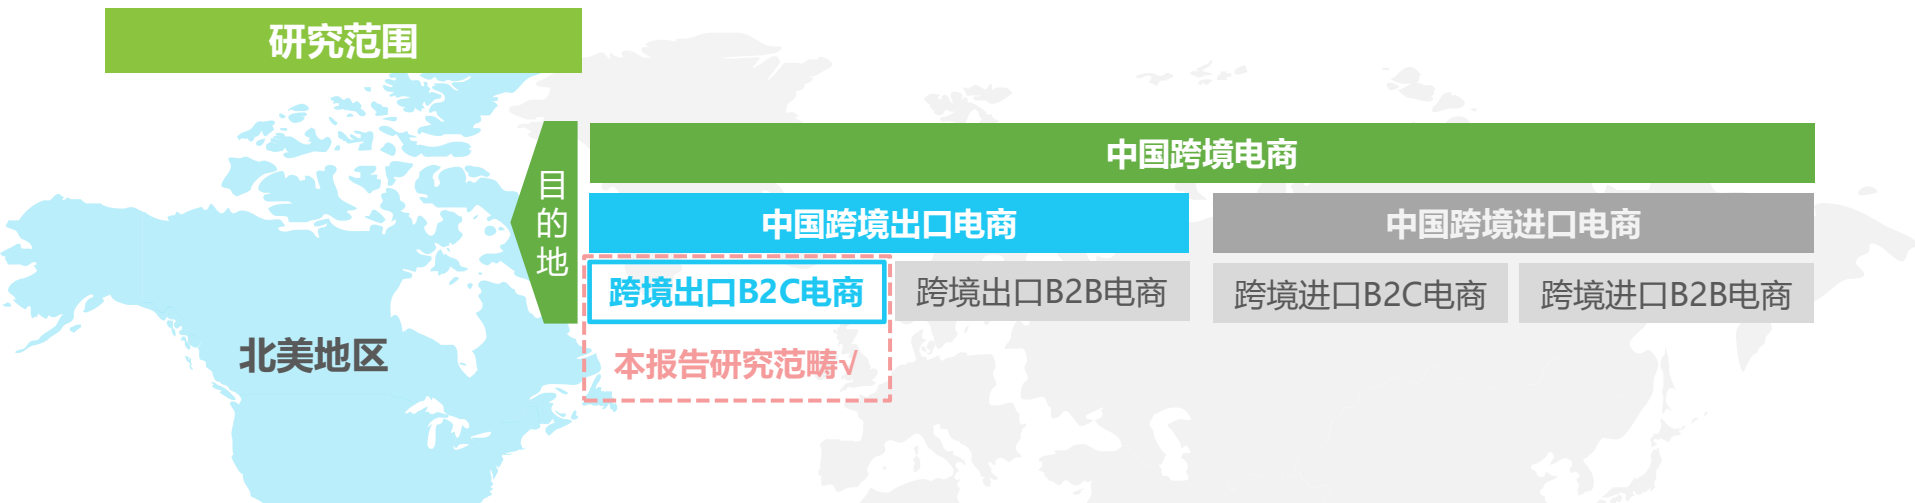 研究范围
目的地
中国跨境电商
中国跨境出口电商
中国跨境进口电商
跨境出口B2C电商
跨境出口B2B电商
跨境进口B2C电商
跨境进口B2B电商
北美地区
本报告研究范畴√